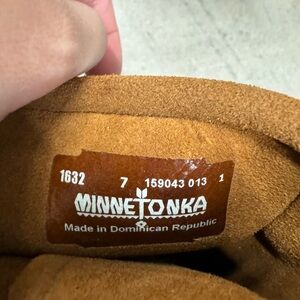 1632 7 159043 013 1
MINNETONKA
Made in Dominican Republic